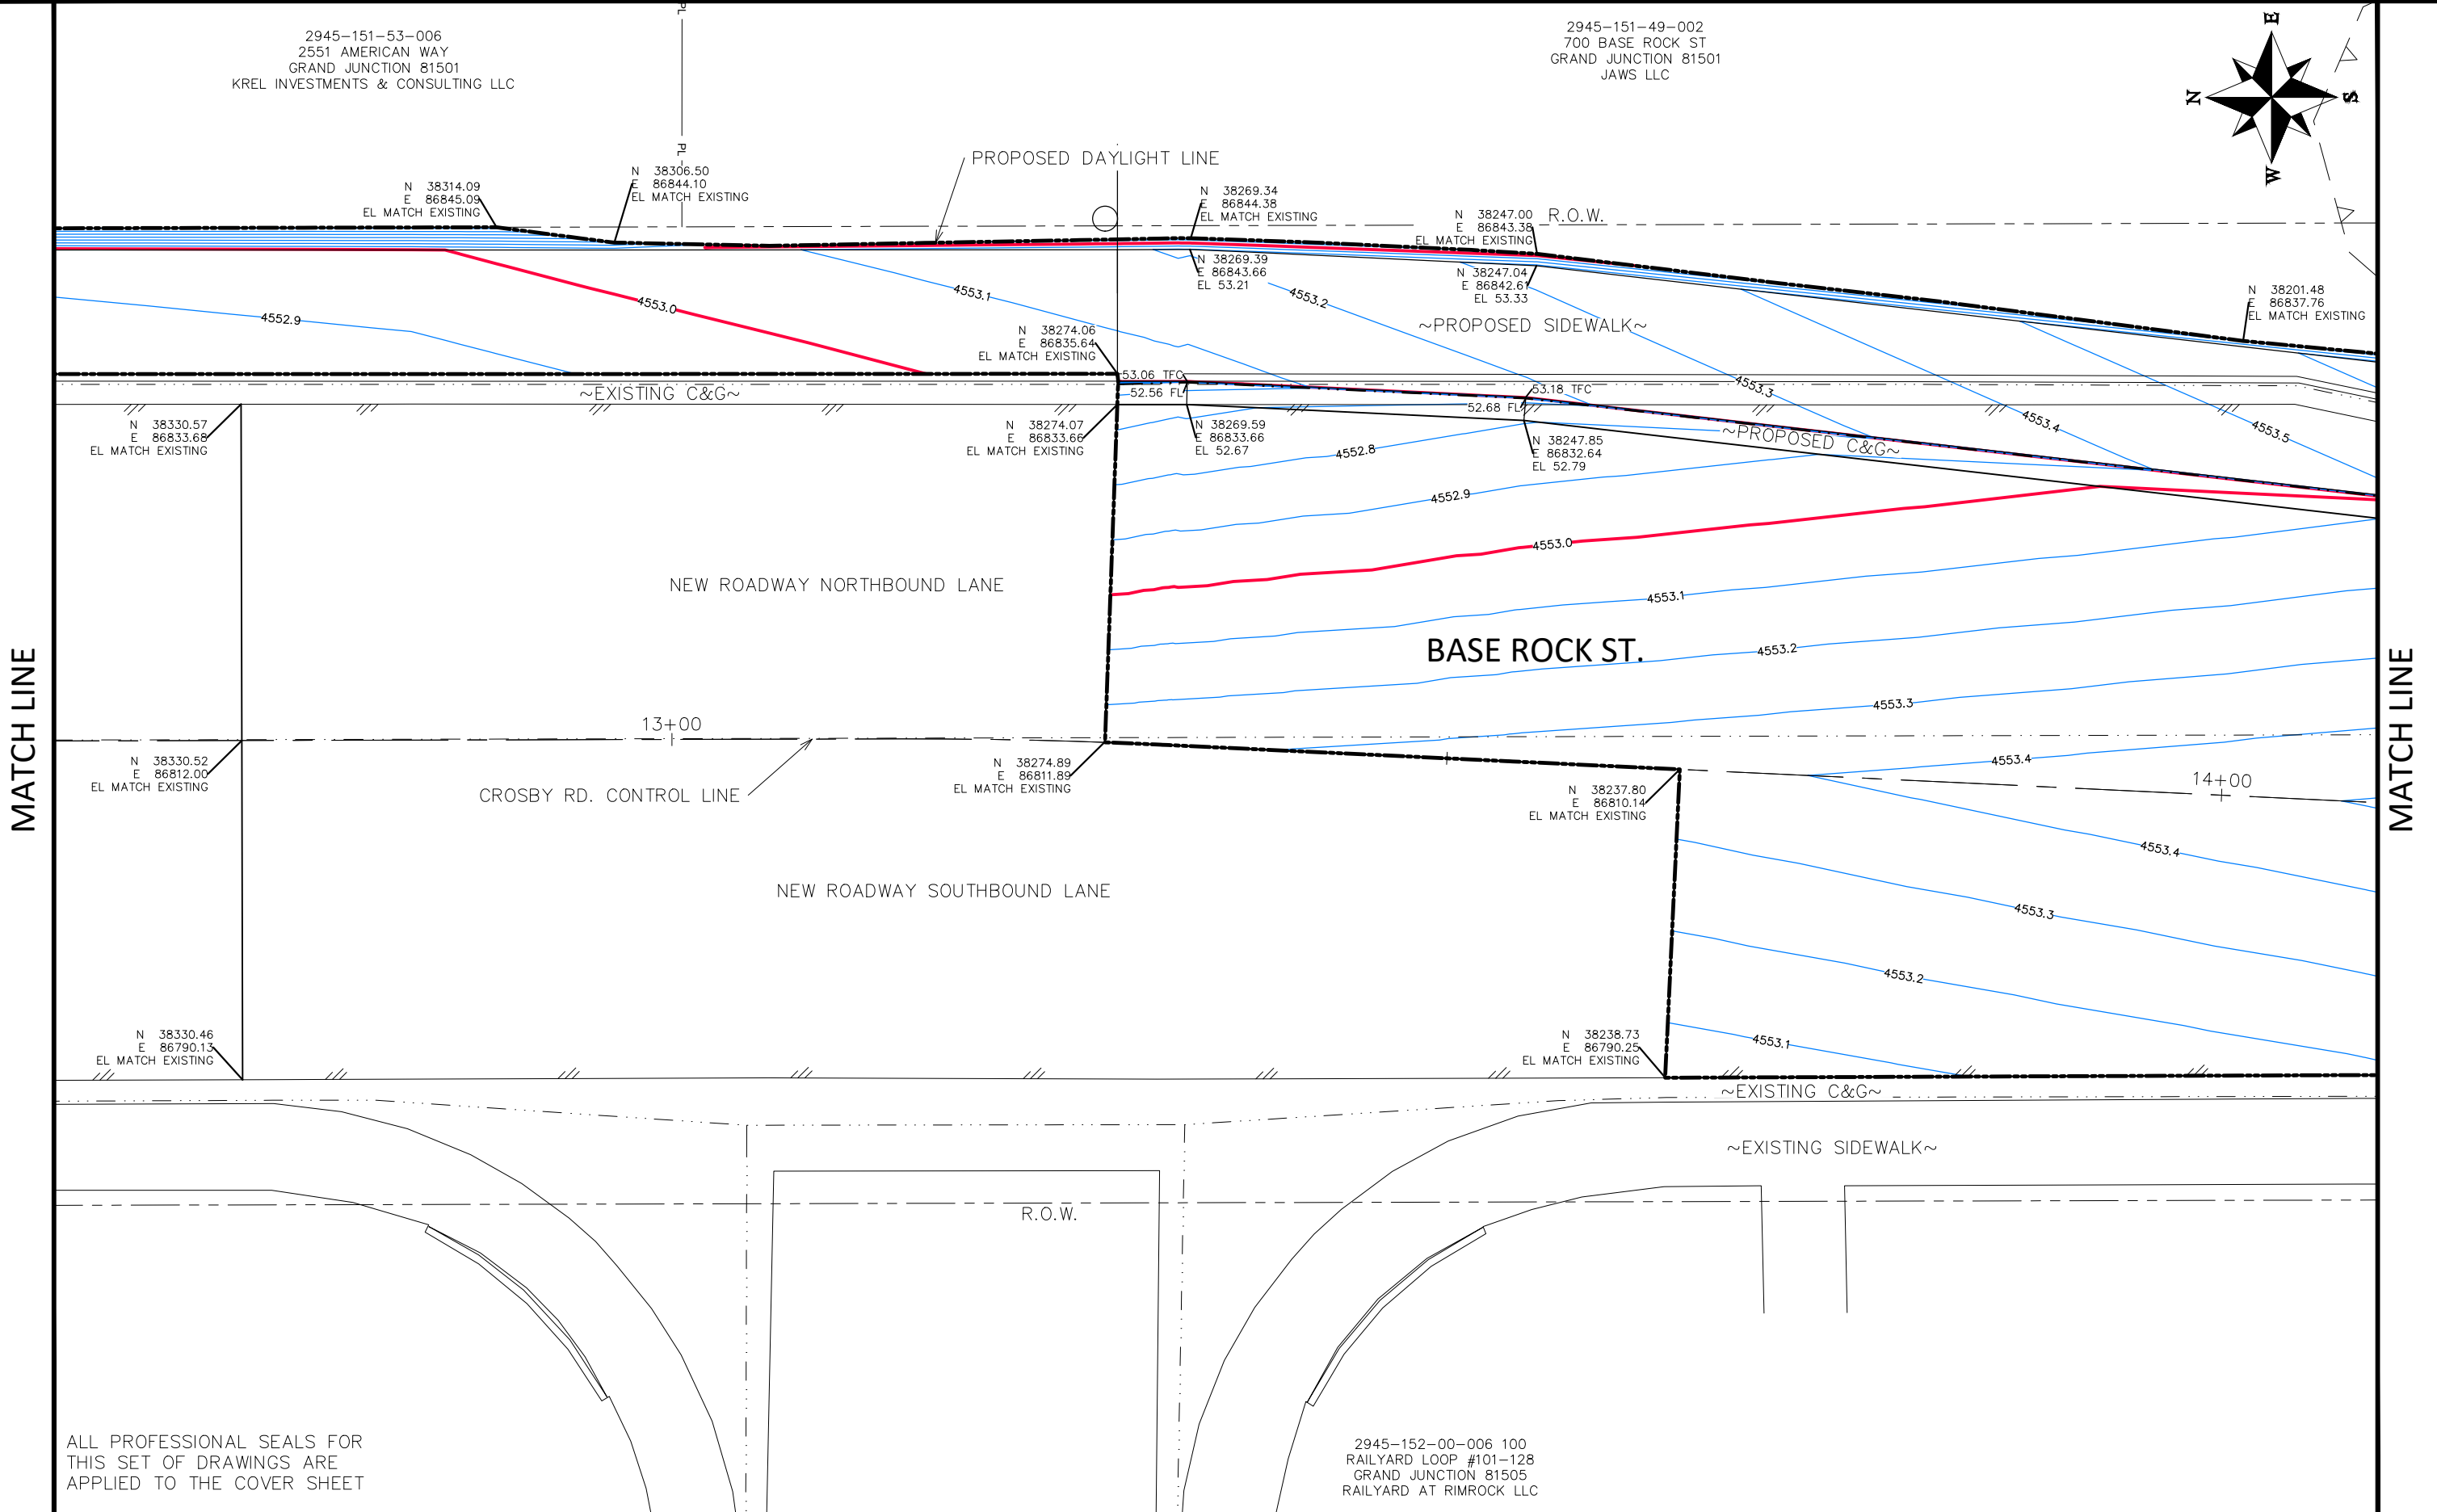 PL
2945-151-53-006
2551 AMERICAN WAY
GRAND JUNCTION 81501
KREL INVESTMENTS & CONSULTING LLC
2945-151-49-002
700 BASE ROCK ST
GRAND JUNCTION 81501
JAWS LLC
E
N
S
W
PL
PROPOSED DAYLIGHT LINE
N 38314.09
E 86845.09
EL MATCH EXISTING
N 38306.50
E 86844.10
EL MATCH EXISTING
N 38269.34
E 86844.38
EL MATCH EXISTING
N 38247.00
E 86843.38
EL MATCH EXISTING
R.O.W.
N 38269.39
E 86843.66
EL 53.21
N 38247.04
E 86842.61
EL 53.33
N 38201.48
E 86837.76
EL MATCH EXISTING
4552.9
4553.0
4553.1
4553.2
~PROPOSED SIDEWALK~
N 38274.06
E 86835.64
EL MATCH EXISTING
53.06 TFC
52.56 FL
53.18 TFC
52.68 FL
4553.3
4553.4
4553.5
~EXISTING C&G~
N 38330.57
E 86833.68
EL MATCH EXISTING
N 38274.07
E 86833.66
EL MATCH EXISTING
N 38269.59
E 86833.66
EL 52.67
N 38247.85
E 86832.64
EL 52.79
~PROPOSED C&G~
4552.8
4552.9
4553.0
NEW ROADWAY NORTHBOUND LANE
4553.1
BASE ROCK ST.
4553.2
4553.3
MATCH LINE
MATCH LINE
13+00
N 38330.52
E 86812.00
EL MATCH EXISTING
CROSBY RD. CONTROL LINE
N 38274.89
E 86811.89
EL MATCH EXISTING
N 38237.80
E 86810.14
EL MATCH EXISTING
4553.4
14+00
4553.4
NEW ROADWAY SOUTHBOUND LANE
4553.3
4553.2
4553.1
N 38330.46
E 86790.13
EL MATCH EXISTING
N 38238.73
E 86790.25
EL MATCH EXISTING
~EXISTING C&G~
~EXISTING SIDEWALK~
R.O.W.
ALL PROFESSIONAL SEALS FOR
THIS SET OF DRAWINGS ARE
APPLIED TO THE COVER SHEET
2945-152-00-006 100
RAILYARD LOOP #101-128
GRAND JUNCTION 81505
RAILYARD AT RIMROCK LLC